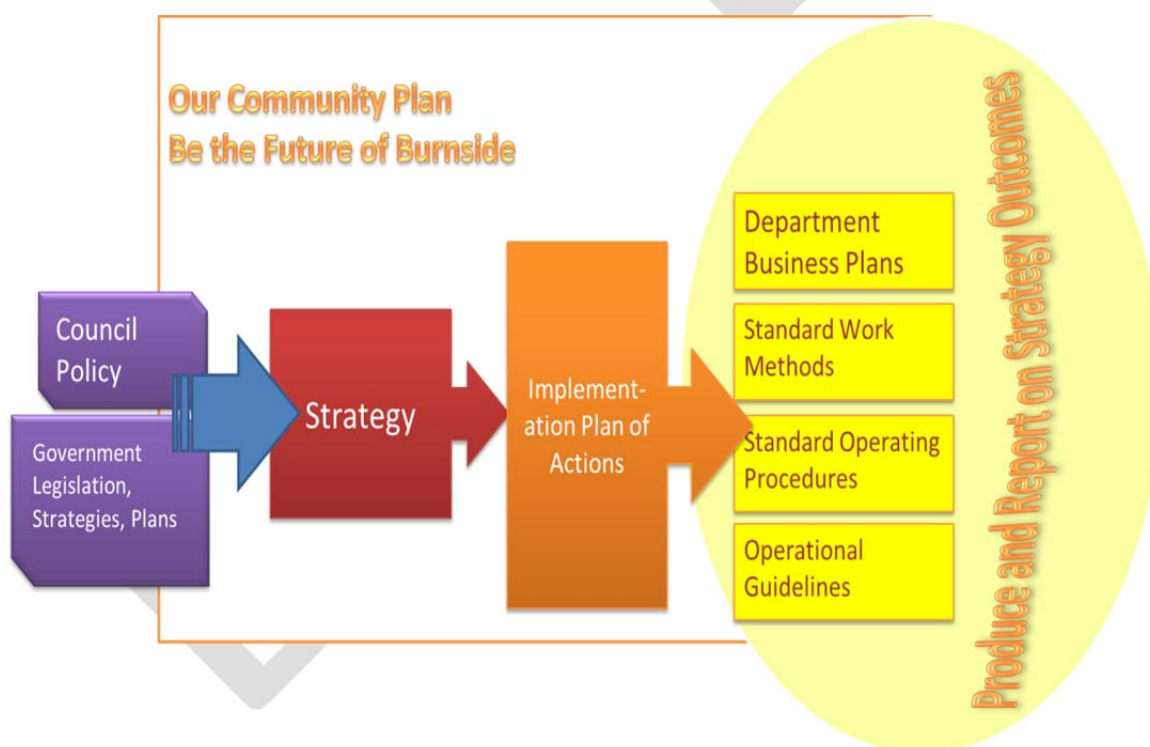 Our Community Plan
Be the Future of Burnside
Council
Policy
Government
Legislation,
Strategies, Plans
Strategy
Implement-
ation Plan of
Actions
Department
Business Plans
Standard Work
Methods
Standard Operating
Procedures
Operational
Guidelines
Produce and Report on Strategy Outcomes